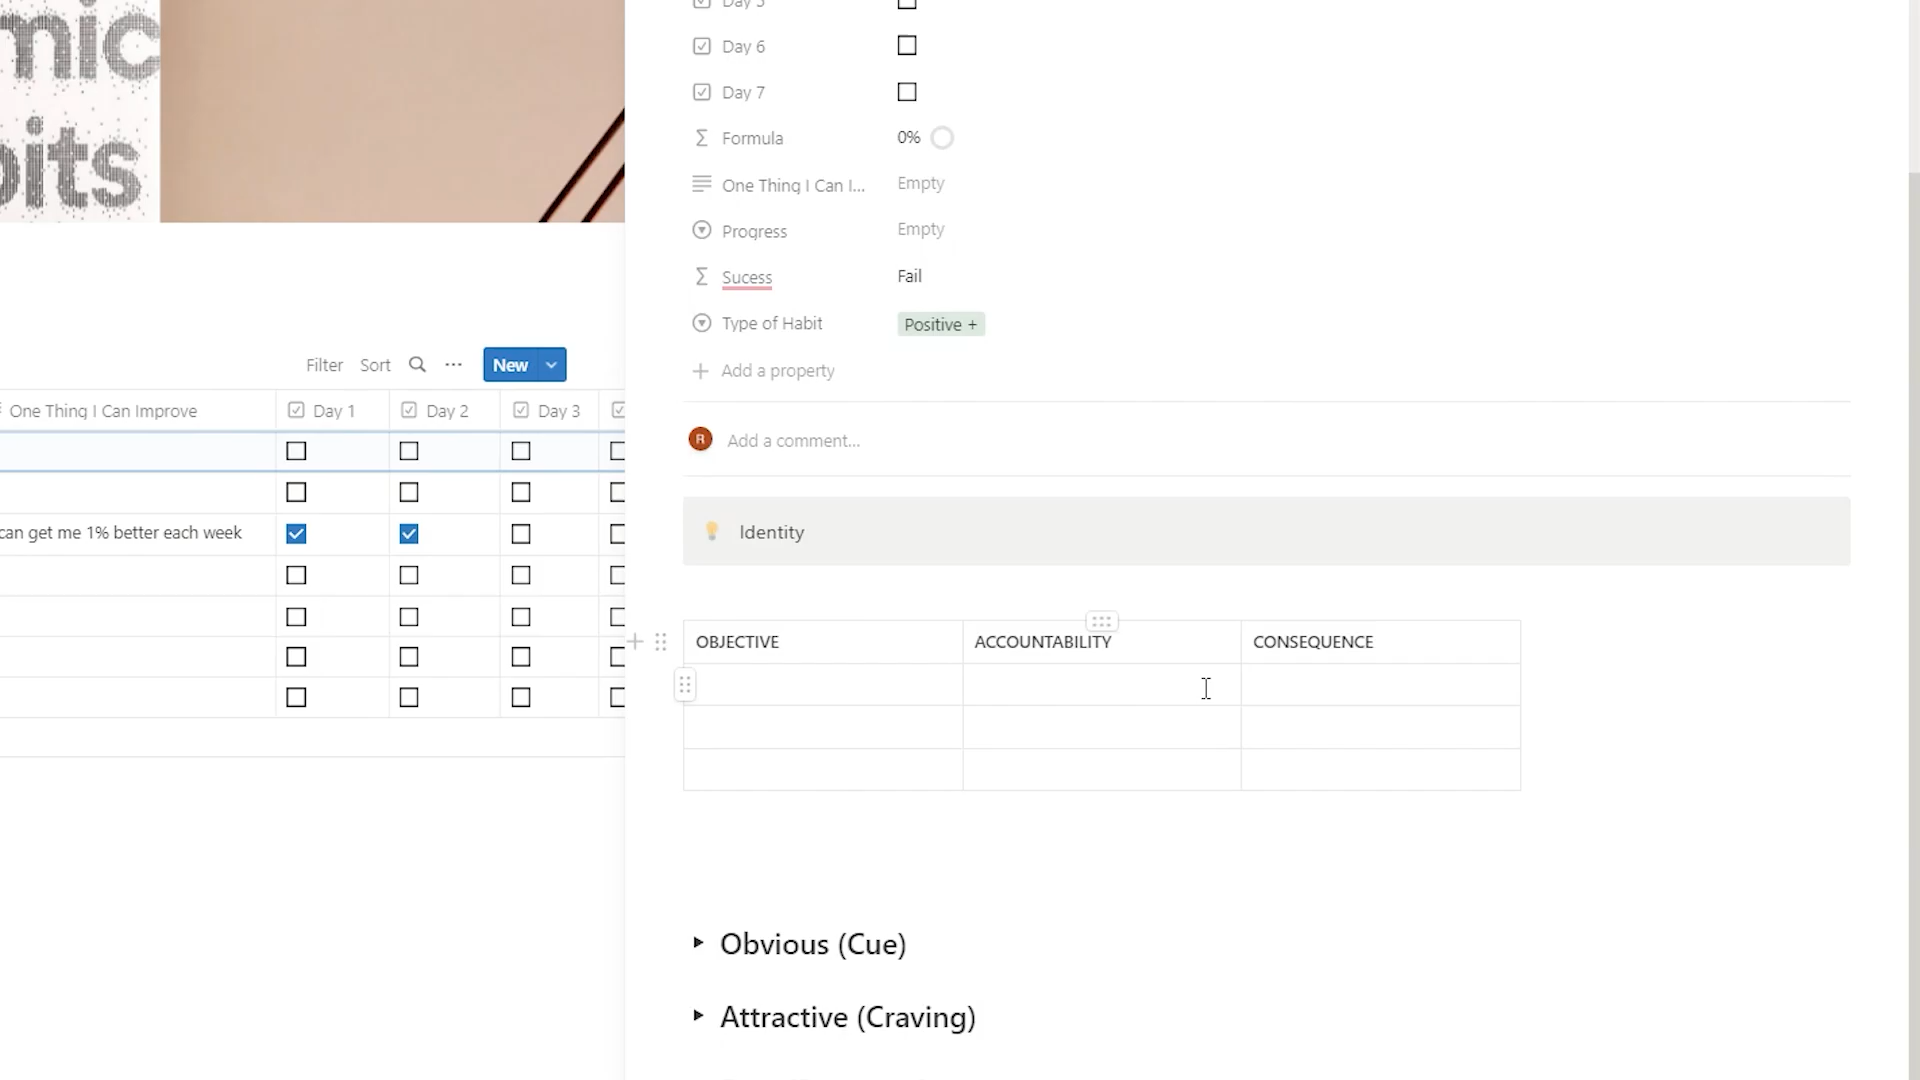 mic
bits
Filter Sort New
One Thing I Can Improve Day 1 Day 2 Day 3
can get me 1% better each week
Day 5
Day 6
Day 7
Formula 0%
One Thing I Can I... Empty
Progress Empty
Sucess Fail
Type of Habit Positive +
Add a property
R Add a comment...
Identity
OBJECTIVE ACCOUNTABILITY CONSEQUENCE
Obvious (Cue)
Attractive (Craving)